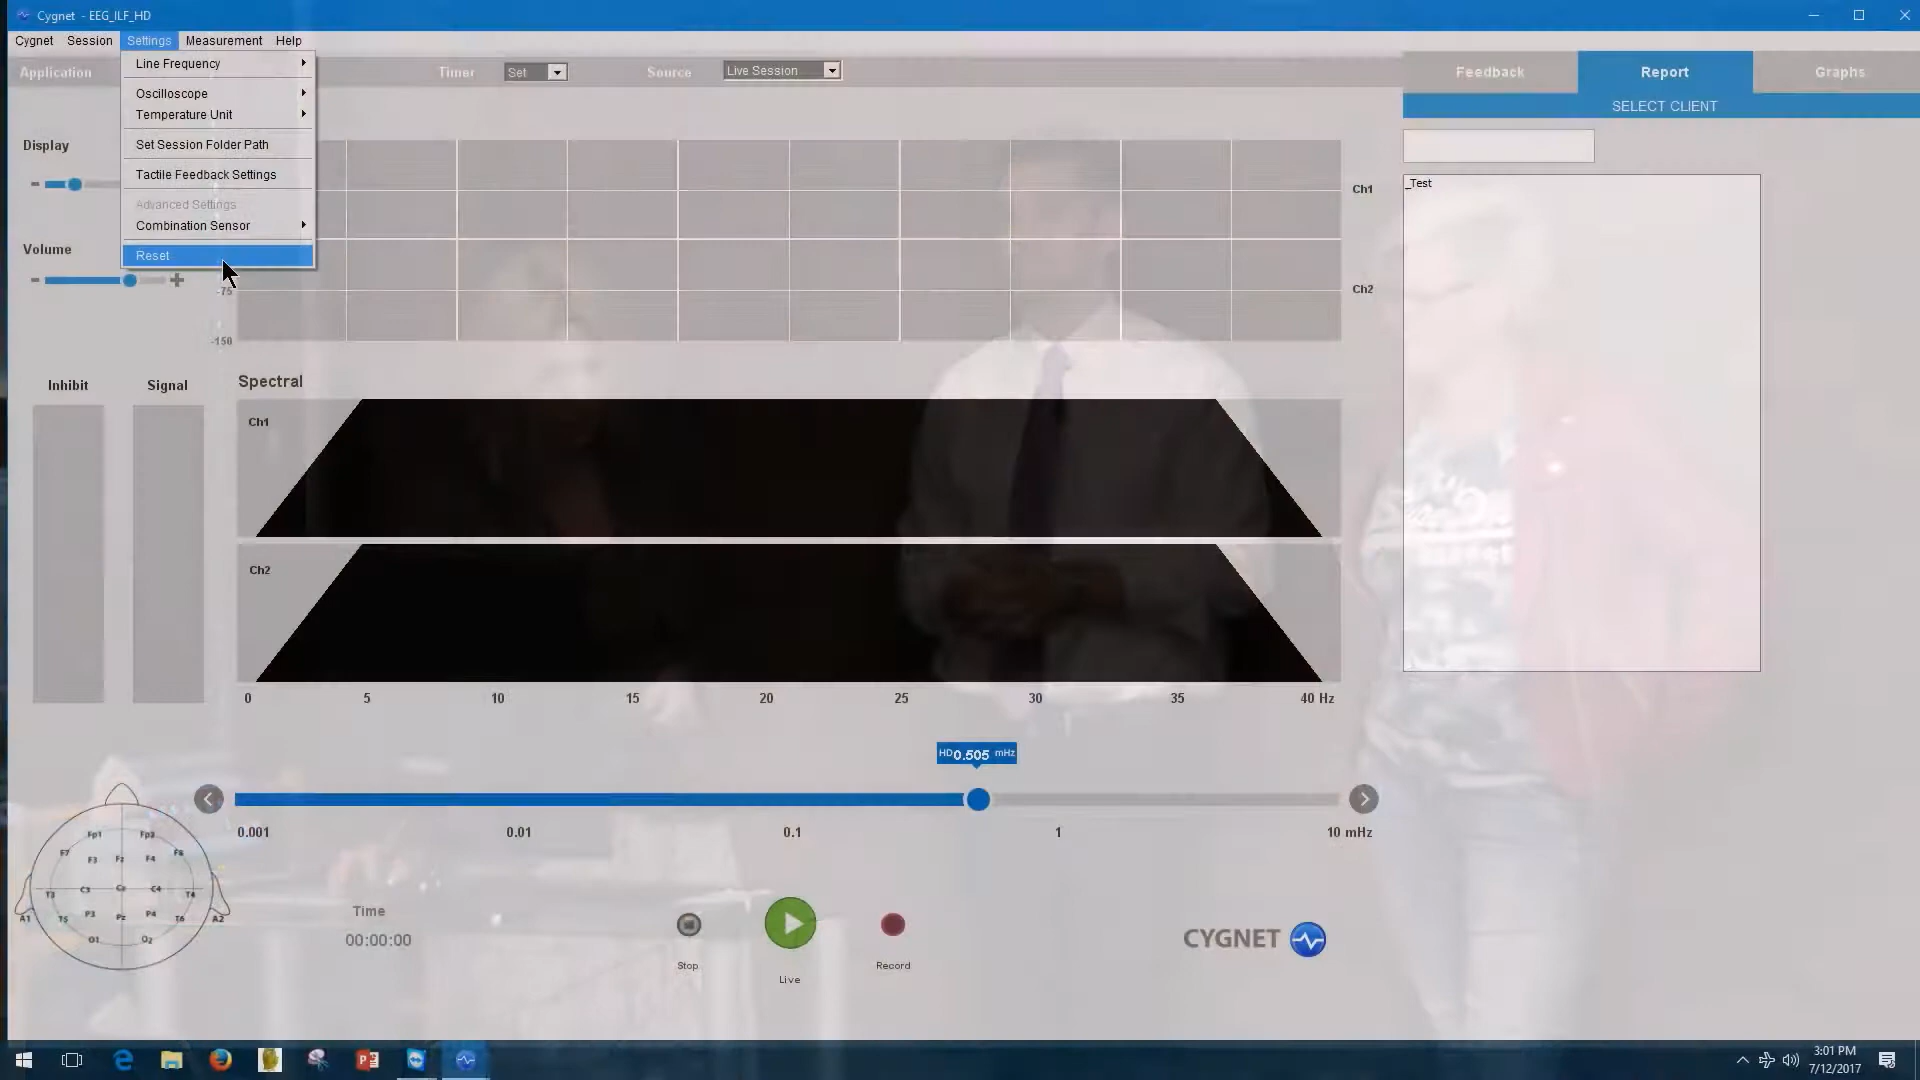 Cygnet - EEG_ILF_HD
Cygnet Session Settings Measurement Help
Application
Timer
Set
Source
Live Session
Feedback
Report
Graphs
SELECT CLIENT
Line Frequency
Oscilloscope
Temperature Unit
Set Session Folder Path
Tactile Feedback Settings
Advanced Settings
Combination Sensor
Reset
Display
Volume
Ch1
Ch2
-75
-150
_Test
Inhibit
Signal
Spectral
Ch1
Ch2
0 5 10 15 20 25 30 35 40 Hz
HD 0.505 mHz
0.001 0.01 0.1 1 10 mHz
Fp1 Fp2
F7 F3 Fz F4 F8
T3 C3 Cz C4 T4
A1 T5 P3 Pz P4 T6 A2
O1 O2
Time
00:00:00
Stop
Live
Record
CYGNET
3:01 PM
7/12/2017